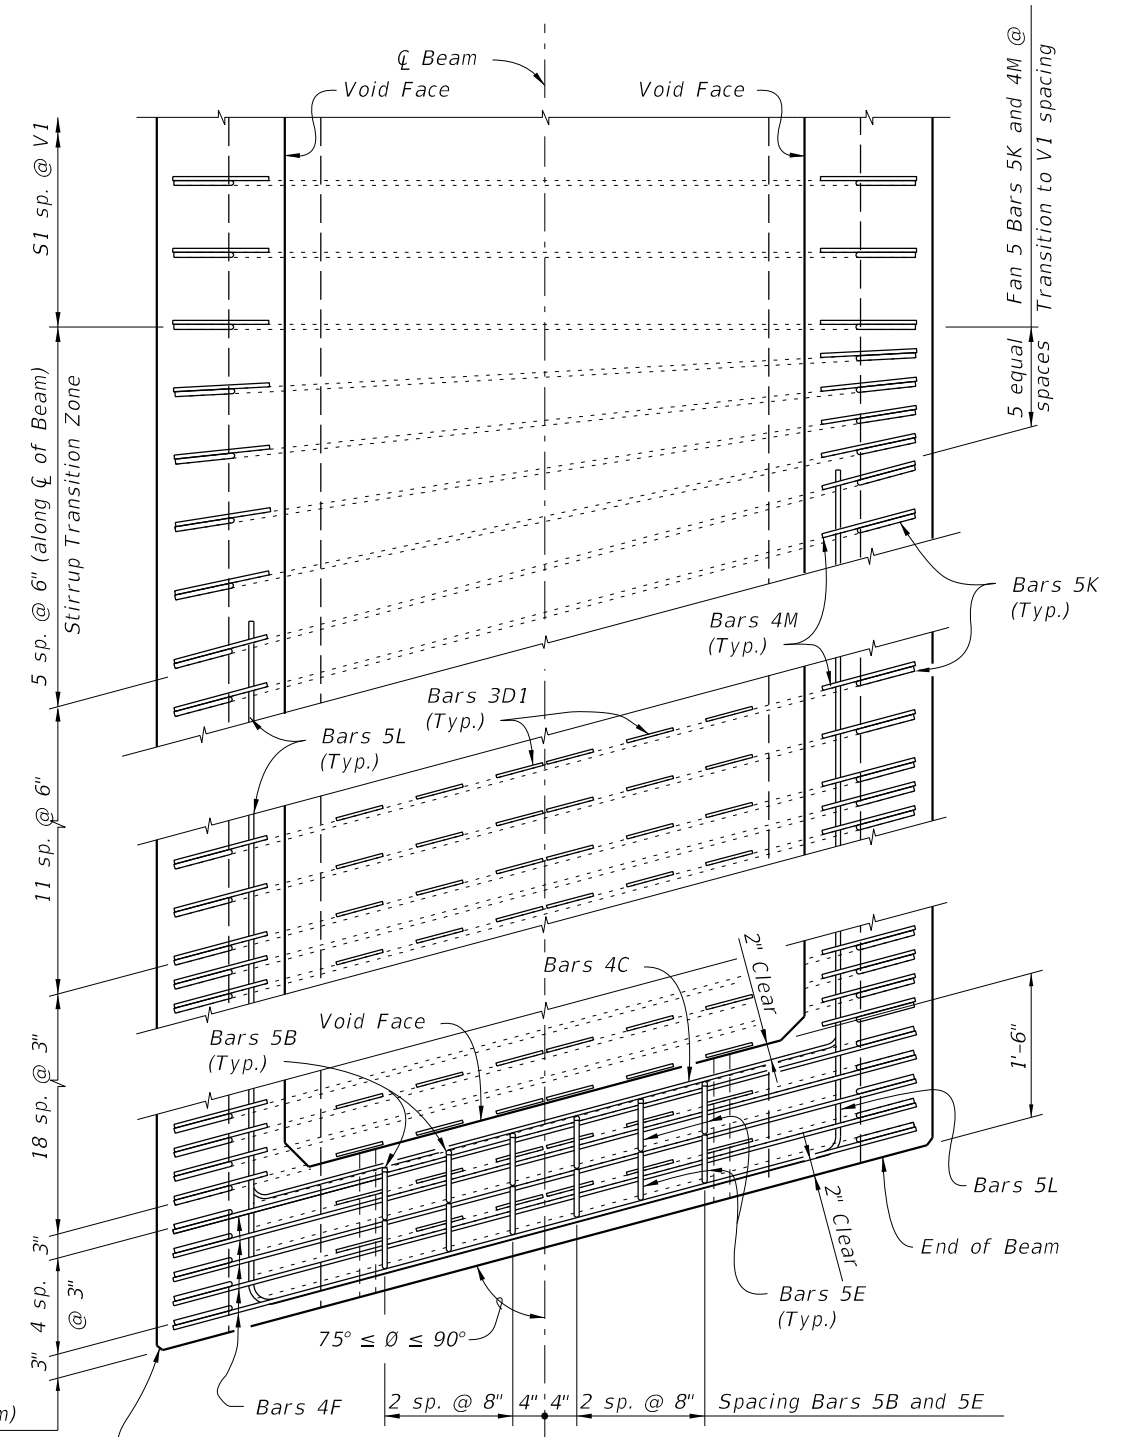 ℄ Beam
Void Face
Void Face
S1 sp. @ V1
Fan 5 Bars 5K and 4M @
Transition to V1 spacing
5 equal
spaces
5 sp. @ 6" (along ℄ of Beam)
Stirrup Transition Zone
Bars 5K
(Typ.)
Bars 4M
(Typ.)
Bars 3D1
(Typ.)
Bars 5L
(Typ.)
11 sp. @ 6"
2" Clear
Bars 4C
Void Face
Bars 5B
(Typ.)
18 sp. @ 3"
1'-6"
Bars 5L
2" Clear
End of Beam
Bars 5E
(Typ.)
3"
4 sp.
@ 3"
3"
75° ≤ Ø ≤ 90°
Bars 4F
2 sp. @ 8"
4"
4"
2 sp. @ 8"
Spacing Bars 5B and 5E
m)